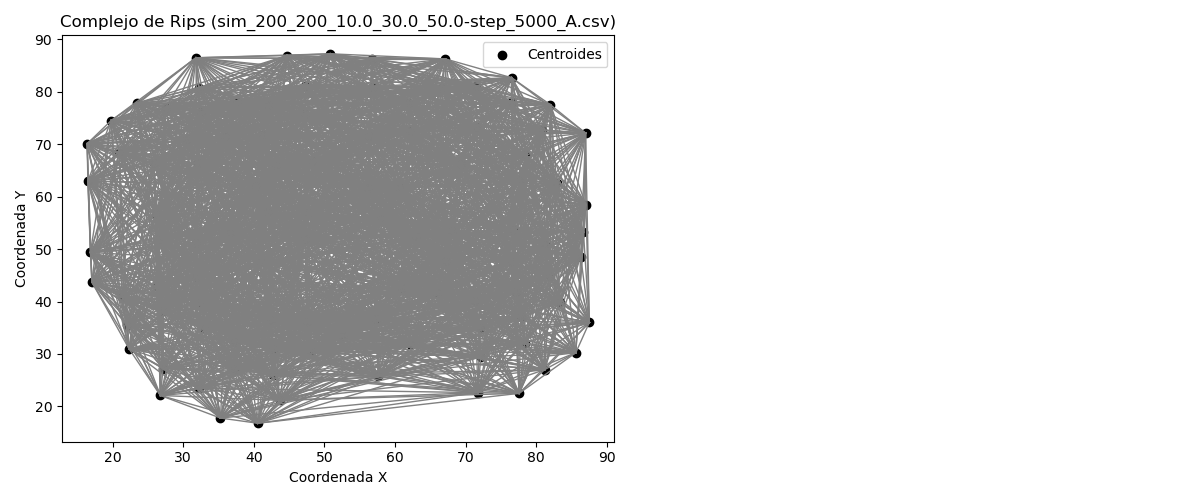 Complejo de Rips (sim_200_200_10.0_30.0_50.0-step_5000_A.csv)
Centroides
90
80
70
60
50
40
30
20
Coordenada Y
20 30 40 50 60 70 80 90
Coordenada X